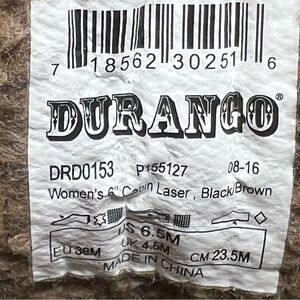 7 18562 30251 6
DURANGO®
DRD0153 P155127 08-16
Women's 6" Cabin Laser , Black/Brown
US 6.5M
EU 38M UK 4.5M CM 23.5M
MADE IN CHINA